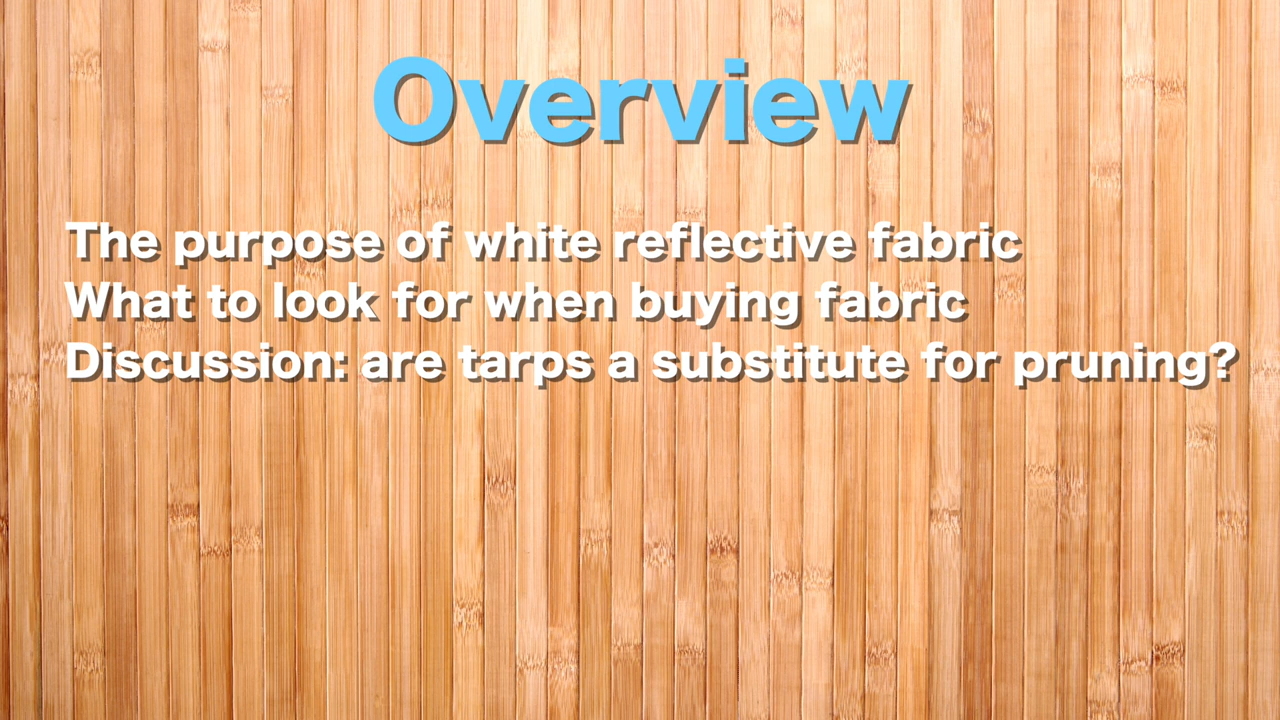 Overview
The purpose of white reflective fabric
What to look for when buying fabric
Discussion: are tarps a substitute for pruning?